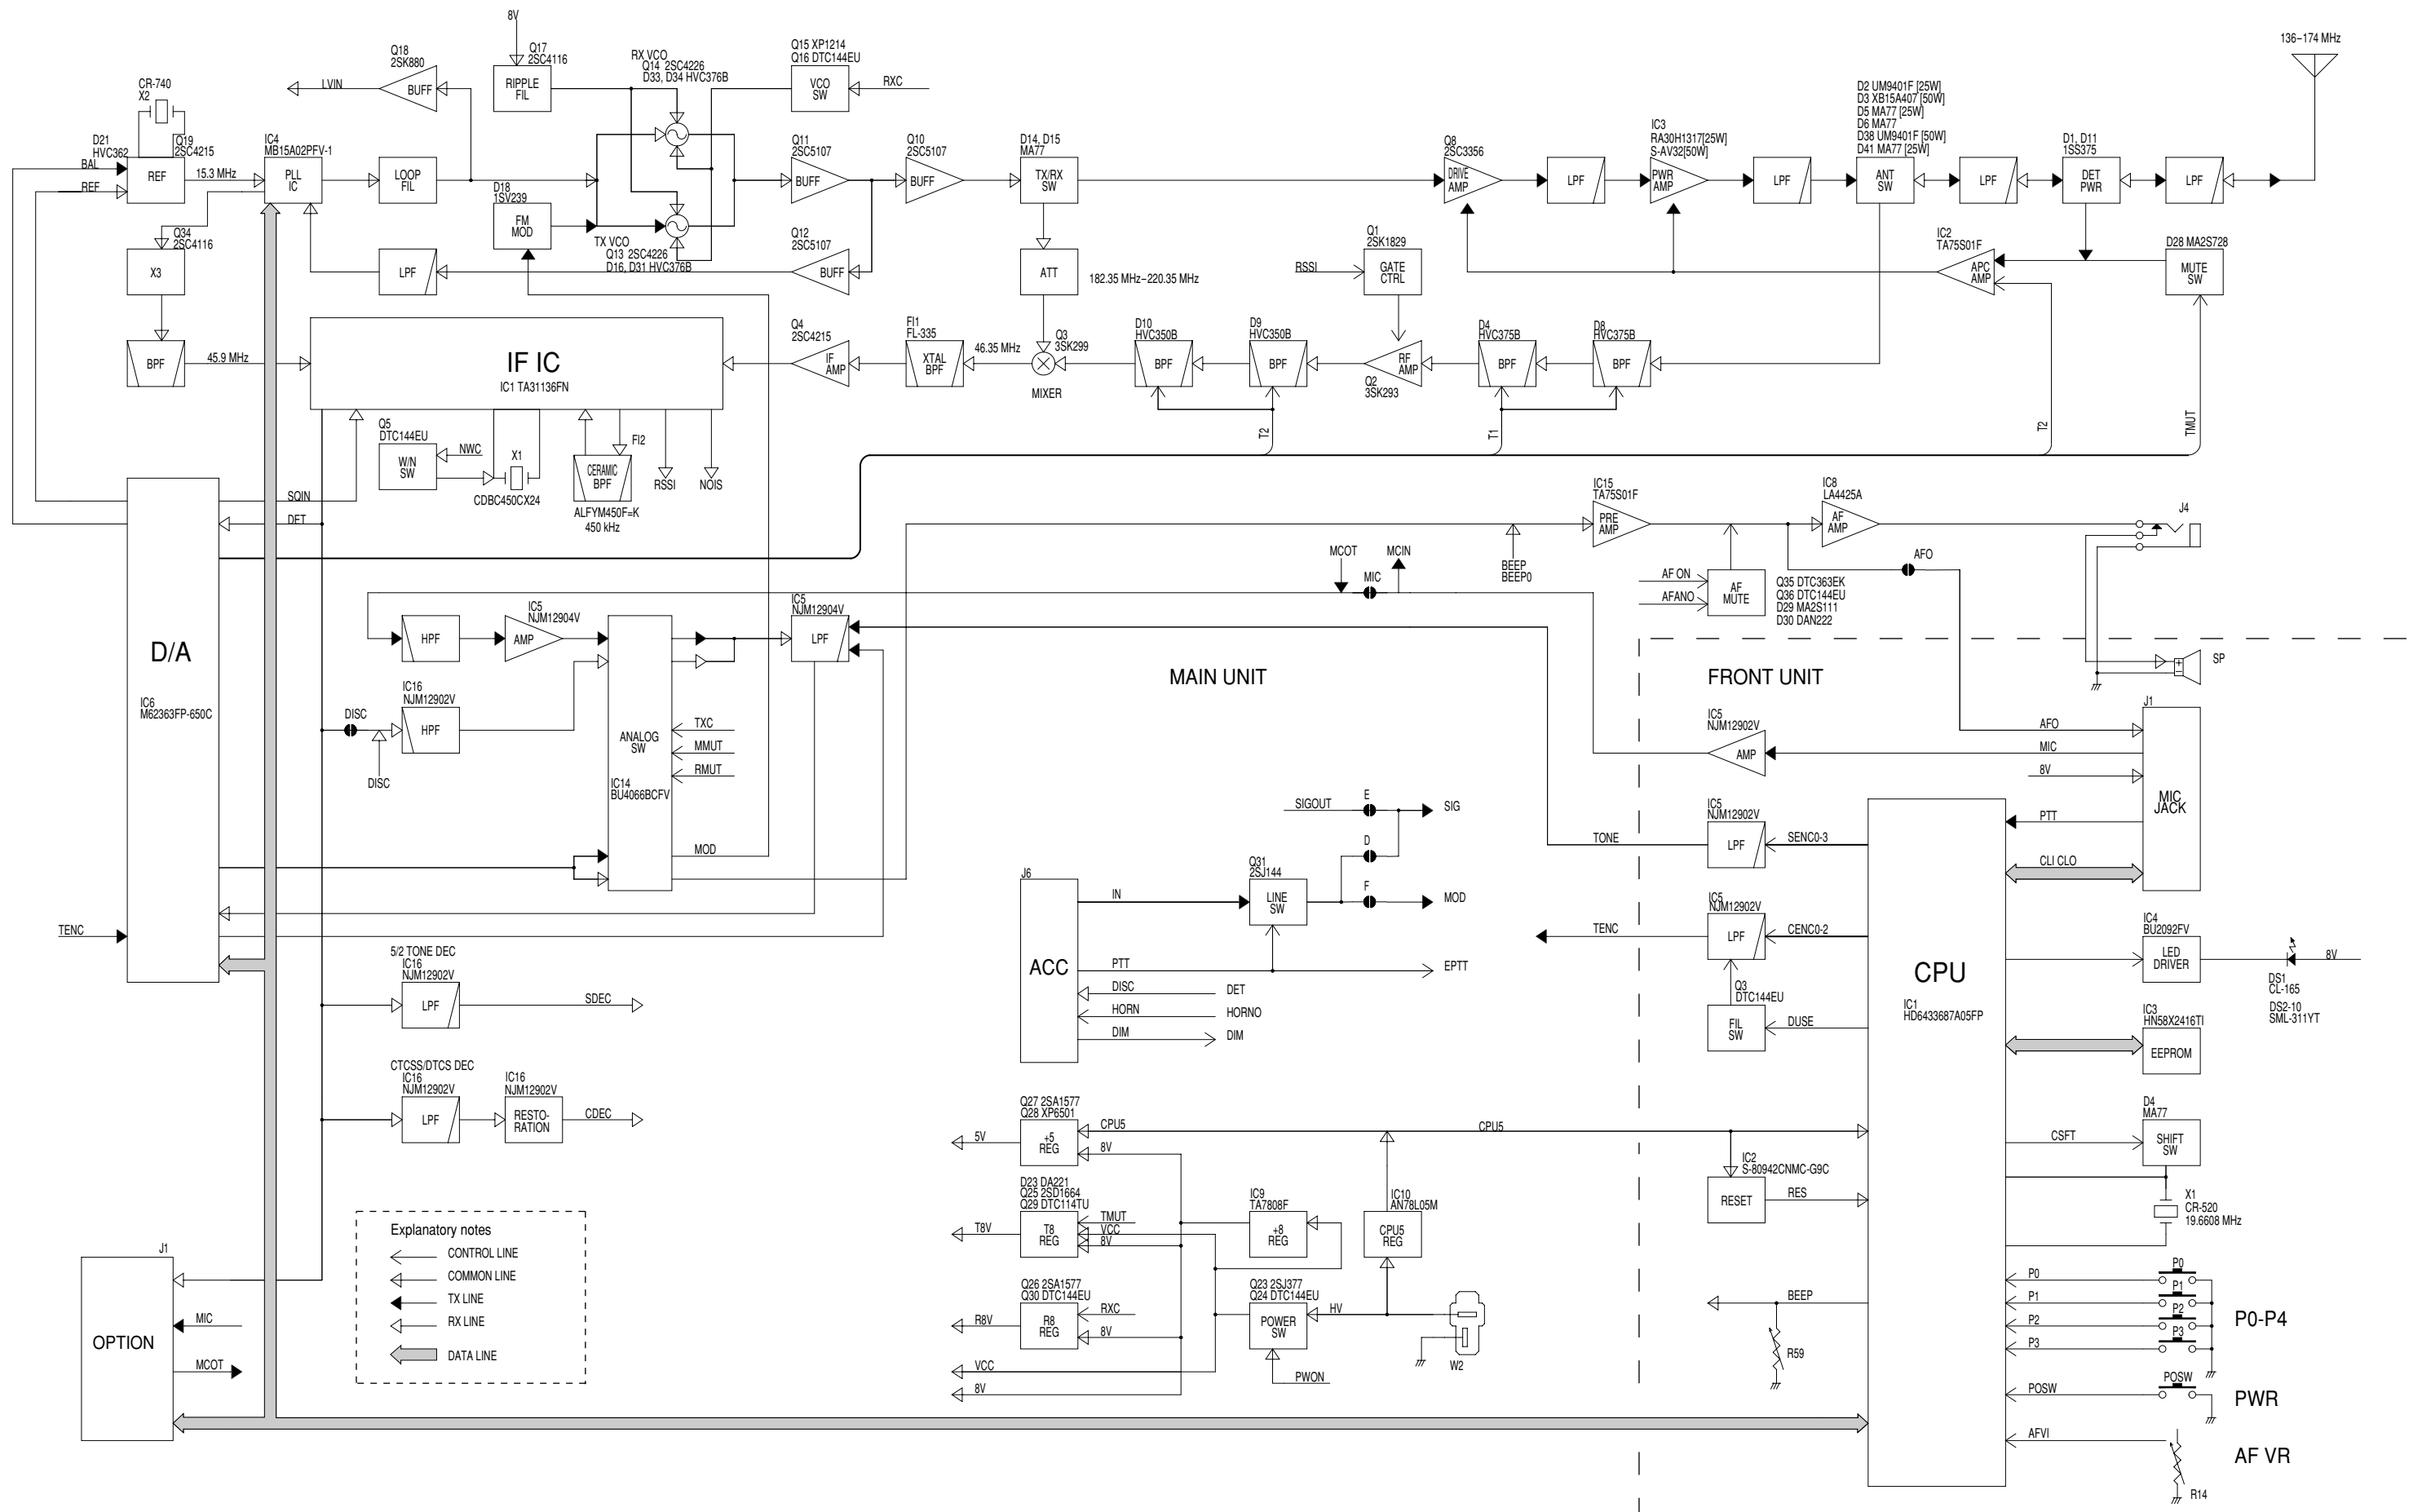 8V
Q18
2SK880
BUFF
LVIN
CR-740
X2
D21
HVC362
Q19
2SC4215
BAL
REF
REF
15.3 MHz
IC4
MB15A02PFV-1
PLL
IC
LOOP
FIL
Q17
2SC4116
RIPPLE
FIL
RX VCO
Q14 2SC4226
D33, D34 HVC376B
D18
1SV239
FM
MOD
TX VCO
Q13 2SC4226
D16, D31 HVC376B
Q15 XP1214
Q16 DTC144EU
VCO
SW
RXC
Q11
2SC5107
BUFF
Q10
2SC5107
BUFF
Q12
2SC5107
BUFF
LPF
D14, D15
MA77
TX/RX
SW
ATT
182.35 MHz-220.35 MHz
Q8
2SC3356
DRIVE
AMP
LPF
IC3
RA30H1317[25W]
S-AV32[50W]
PWR
AMP
LPF
D2 UM9401F [25W]
D3 XB15A407 [50W]
D5 MA77 [25W]
D6 MA77
D38 UM9401F [50W]
D41 MA77 [25W]
ANT
SW
LPF
D1, D11
1SS375
DET
PWR
LPF
136-174 MHz
Q34
2SC4116
X3
BPF
45.9 MHz
IF IC
IC1 TA31136FN
Q4
2SC4215
IF
AMP
FI1
FL-335
XTAL
BPF
46.35 MHz
Q3
3SK299
MIXER
D10
HVC350B
BPF
D9
HVC350B
BPF
RSSI
Q1
2SK1829
GATE
CTRL
RF
AMP
Q2
3SK293
D4
HVC375B
BPF
D8
HVC375B
BPF
IC2
TA75S01F
APC
AMP
D28 MA2S728
MUTE
SW
T2
T1
T2
TMUT
Q5
DTC144EU
W/N
SW
NWC
X1
CDBC450CX24
FI2
CERAMIC
BPF
ALFYM450F=K
450 kHz
RSSI
NOIS
SQIN
DET
D/A
IC6
M62363FP-650C
TENC
HPF
IC5
NJM12904V
AMP
IC16
NJM12902V
HPF
DISC
DISC
ANALOG
SW
IC14
BU4066BCFV
TXC
MMUT
RMUT
MOD
IC5
NJM12904V
LPF
MCOT
MIC
MCIN
BEEP
BEEP0
IC15
TA75S01F
PRE
AMP
IC8
LA4425A
AF
AMP
J4
AFO
AF ON
AFANO
AF
MUTE
Q35 DTC363EK
Q36 DTC144EU
D29 MA2S111
D30 DAN222
SP
MAIN UNIT
FRONT UNIT
IC5
NJM12902V
AMP
J1
AFO
MIC
8V
MIC
JACK
PTT
CLI CLO
SIGOUT
E
SIG
D
F
MOD
TONE
IC5
NJM12902V
LPF
SENC0-3
J6
ACC
IN
Q31
2SJ144
LINE
SW
PTT
EPTT
DISC
DET
HORN
HORNO
DIM
DIM
TENC
IC5
NJM12902V
LPF
CENC0-2
Q3
DTC144EU
FIL
SW
DUSE
CPU
IC1
HD6433687A05FP
IC4
BU2092FV
LED
DRIVER
8V
DS1
CL-165
DS2-10
SML-311YT
IC3
HN58X2416TI
EEPROM
5/2 TONE DEC
IC16
NJM12902V
LPF
SDEC
CTCSS/DTCS DEC
IC16
NJM12902V
LPF
IC16
NJM12902V
RESTO-
RATION
CDEC
Q27 2SA1577
Q28 XP6501
+5
REG
5V
CPU5
8V
CPU5
IC2
S-80942CNMC-G9C
RESET
RES
D4
MA77
CSFT
SHIFT
SW
X1
CR-520
19.6608 MHz
D23 DA221
Q25 2SD1664
Q29 DTC114TU
T8
REG
T8V
TMUT
VCC
8V
IC9
TA7808F
+8
REG
IC10
AN78L05M
CPU5
REG
Q26 2SA1577
Q30 DTC144EU
R8
REG
R8V
RXC
8V
Q23 2SJ377
Q24 DTC144EU
POWER
SW
HV
PWON
W2
VCC
8V
BEEP
R59
P0
P0
P1
P1
P2
P2
P3
P3
P0-P4
POSW
POSW
PWR
AFVI
AF VR
R14
Explanatory notes
CONTROL LINE
COMMON LINE
TX LINE
RX LINE
DATA LINE
J1
OPTION
MIC
MCOT